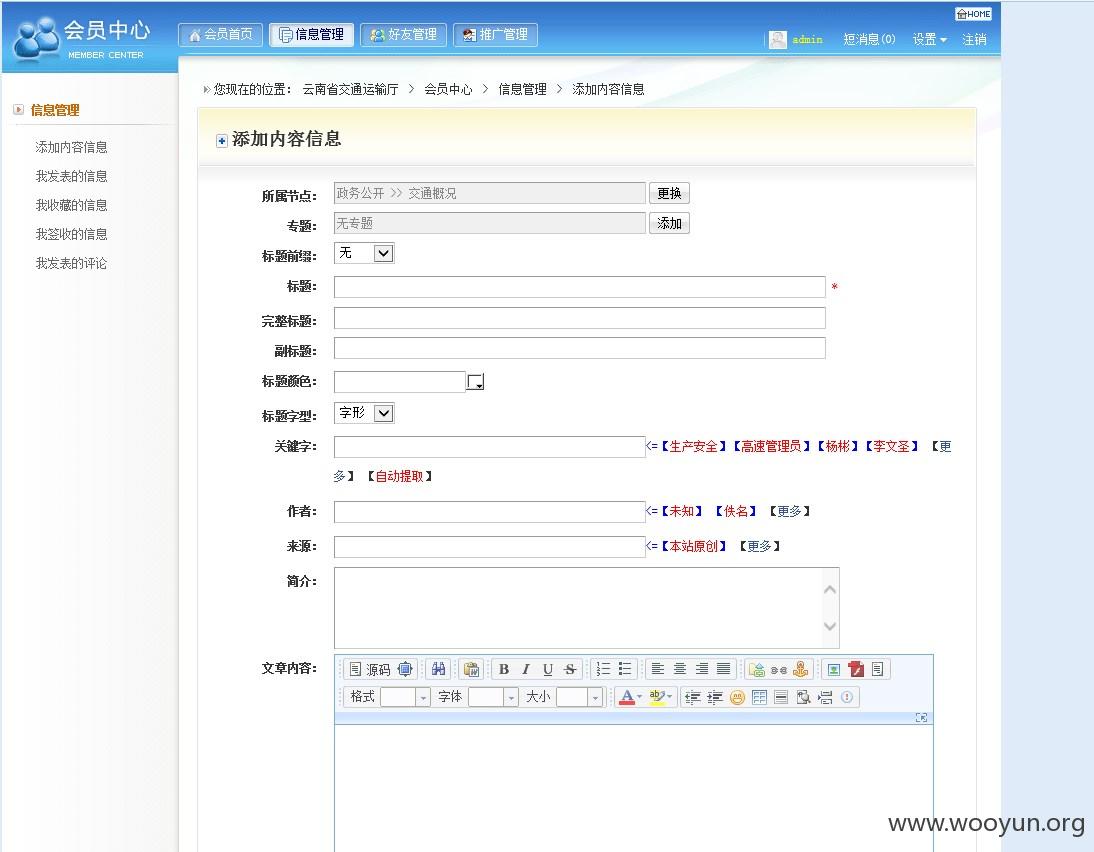 HOME
会员中心
MEMBER CENTER
会员首页 信息管理 好友管理 推广管理
admin 短消息(0) 设置 注销
您现在的位置： 云南省交通运输厅 > 会员中心 > 信息管理 > 添加内容信息
信息管理
添加内容信息
我发表的信息
我收藏的信息
我签收的信息
我发表的评论
添加内容信息
所属节点： 政务公开 >> 交通概况 更换
专题： 无专题 添加
标题前缀： 无
标题： *
完整标题：
副标题：
标题颜色：
标题字型： 字形
关键字： <=【生产安全】【高速管理员】【杨彬】【李文圣】 【更
多】 【自动提取】
作者： <=【未知】 【佚名】 【更多】
来源： <=【本站原创】 【更多】
简介：
文章内容： 源码 B I U S
格式 字体 大小 A ab
www.wooyun.org